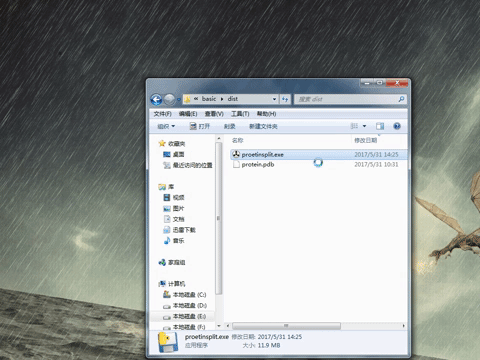 « basic ▸ dist
搜索 dist
文件(F) 编辑(E) 查看(V) 工具(T) 帮助(H)
组织 打开 刻录 新建文件夹
名称 修改日期
收藏夹
桌面
最近访问的位置
库
视频
图片
文档
迅雷下载
音乐
家庭组
计算机
本地磁盘 (C:)
本地磁盘 (D:)
本地磁盘 (E:)
本地磁盘 (F:)
proetinsplit.exe 2017/5/31 14:25
protein.pdb 2017/5/31 10:31
proetinsplit.exe 修改日期: 2017/5/31 14:25
应用程序 大小: 11.9 MB